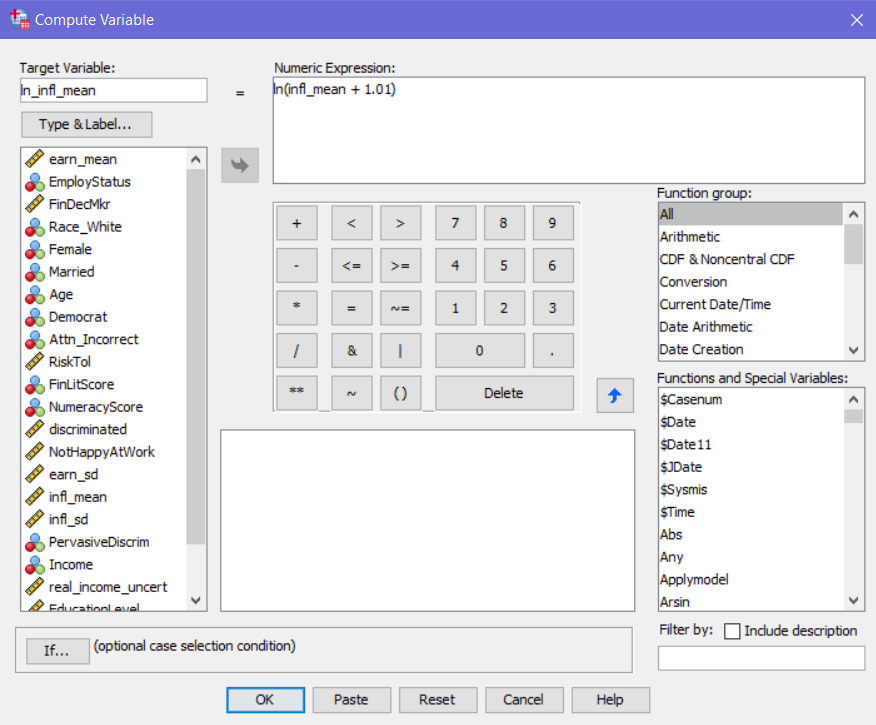 Compute Variable
Target Variable:
ln_infl_mean
=
Numeric Expression:
ln(infl_mean + 1.01)
Type & Label...
earn_mean
EmployStatus
FinDecMkr
Race_White
Female
Married
Age
Democrat
Attn_Incorrect
RiskTol
FinLitScore
NumeracyScore
discriminated
NotHappyAtWork
earn_sd
infl_mean
infl_sd
PervasiveDiscrim
Income
real_income_uncert
EducationLevel
+ < > 7 8 9
- <= >= 4 5 6
* = ~= 1 2 3
/ & | 0 .
** ~ () Delete
Function group:
All
Arithmetic
CDF & Noncentral CDF
Conversion
Current Date/Time
Date Arithmetic
Date Creation
Functions and Special Variables:
$Casenum
$Date
$Date11
$JDate
$Sysmis
$Time
Abs
Any
Applymodel
Arsin
Filter by: Include description
If... (optional case selection condition)
OK Paste Reset Cancel Help